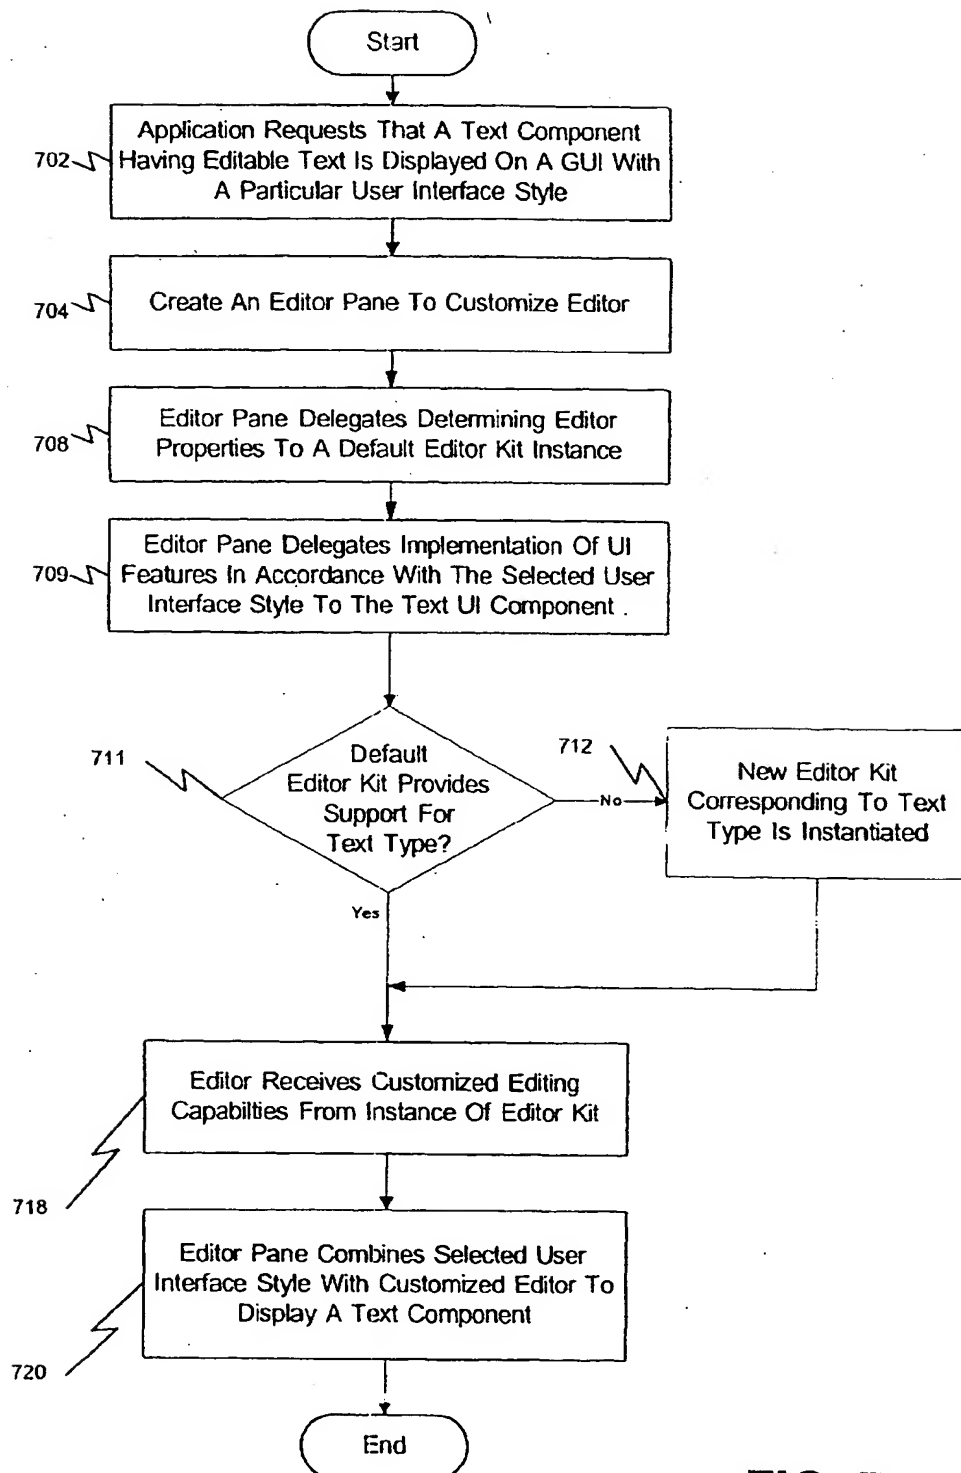 Start
702
Application Requests That A Text Component
Having Editable Text Is Displayed On A GUI With
A Particular User Interface Style
704
Create An Editor Pane To Customize Editor
708
Editor Pane Delegates Determining Editor
Properties To A Default Editor Kit Instance
709
Editor Pane Delegates Implementation Of UI
Features In Accordance With The Selected User
Interface Style To The Text UI Component .
711
Default
Editor Kit Provides
Support For
Text Type?
No
712
New Editor Kit
Corresponding To Text
Type Is Instantiated
Yes
718
Editor Receives Customized Editing
Capabilties From Instance Of Editor Kit
720
Editor Pane Combines Selected User
Interface Style With Customized Editor To
Display A Text Component
End